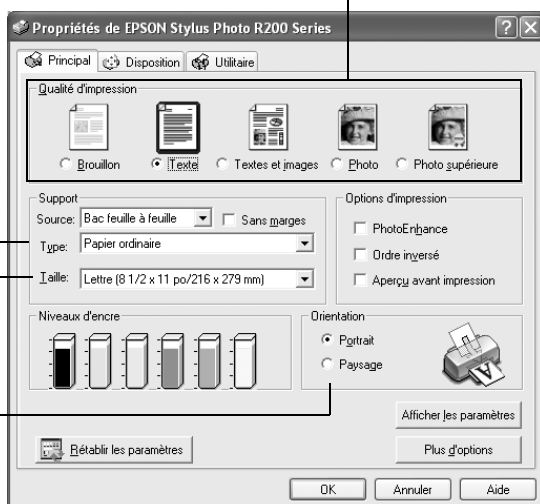 Propriétés de EPSON Stylus Photo R200 Series
Principal Disposition Utilitaire
Qualité d'impression
Brouillon Texte Textes et images Photo Photo supérieure
Support
Source: Bac feuille à feuille Sans marges
Type: Papier ordinaire
Taille: Lettre (8 1/2 x 11 po/216 x 279 mm)
Options d'impression
PhotoEnhance
Ordre inversé
Aperçu avant impression
Niveaux d'encre
Orientation
Portrait
Paysage
A
Afficher les paramètres
Rétablir les paramètres
Plus d'options
OK Annuler Aide